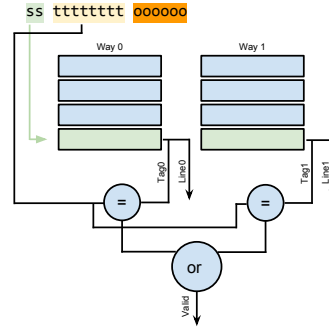 ss tttttttt oooooo
Way 0 Way 1
Tag0 Line0 Tag1 Line1
= =
or
Valid